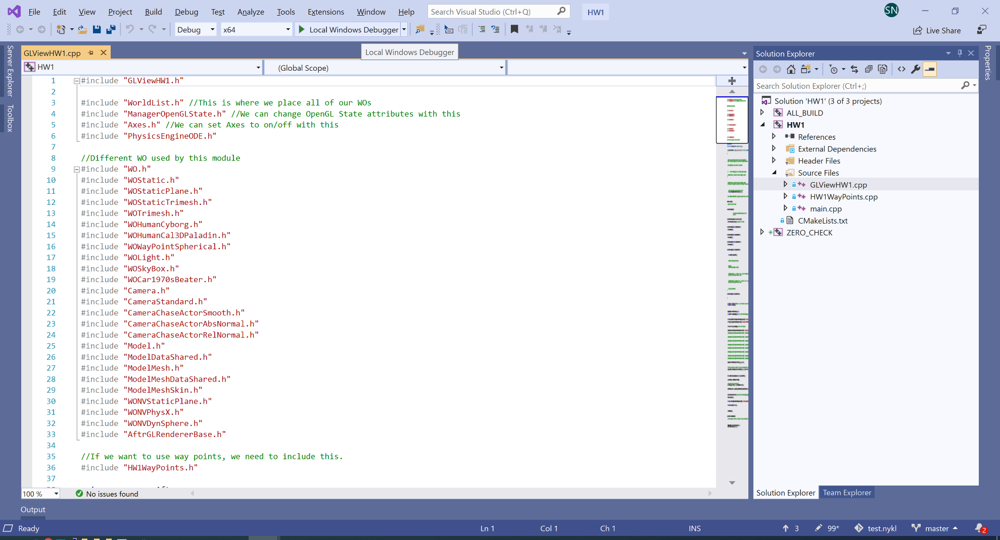 File Edit View Project Build Debug Test Analyze Tools Extensions Window Help Search Visual Studio (Ctrl+Q) HW1 SN
Debug x64 Local Windows Debugger Live Share
GLViewHW1.cpp
Local Windows Debugger
HW1 (Global Scope)
1 #include "GLViewHW1.h"
2
3 #include "WorldList.h" //This is where we place all of our WOs
4 #include "ManagerOpenGLState.h" //We can change OpenGL State attributes with this
5 #include "Axes.h" //We can set Axes to on/off with this
6 #include "PhysicsEngineODE.h"
7
8 //Different WO used by this module
9 #include "WO.h"
10 #include "WOStatic.h"
11 #include "WOStaticPlane.h"
12 #include "WOStaticTrimesh.h"
13 #include "WOTrimesh.h"
14 #include "WOHumanCyborg.h"
15 #include "WOHumanCal3DPaladin.h"
16 #include "WOWayPointSpherical.h"
17 #include "WOLight.h"
18 #include "WOSkyBox.h"
19 #include "WOCar1970sBeater.h"
20 #include "Camera.h"
21 #include "CameraStandard.h"
22 #include "CameraChaseActorSmooth.h"
23 #include "CameraChaseActorAbsNormal.h"
24 #include "CameraChaseActorRelNormal.h"
25 #include "Model.h"
26 #include "ModelDataShared.h"
27 #include "ModelMesh.h"
28 #include "ModelMeshDataShared.h"
29 #include "ModelMeshSkin.h"
30 #include "WONVStaticPlane.h"
31 #include "WONVPhysX.h"
32 #include "WONVDynSphere.h"
33 #include "AftrGLRendererBase.h"
34
35 //If we want to use way points, we need to include this.
36 #include "HW1WayPoints.h"
37
100 % No issues found
Server Explorer
Toolbox
Solution Explorer
Search Solution Explorer (Ctrl+;)
Solution 'HW1' (3 of 3 projects)
ALL_BUILD
HW1
References
External Dependencies
Header Files
Source Files
GLViewHW1.cpp
HW1WayPoints.cpp
main.cpp
CMakeLists.txt
ZERO_CHECK
Solution Explorer Team Explorer
Properties
Output
Ready Ln 1 Col 1 Ch 1 INS 3 99* test.nykl master 2